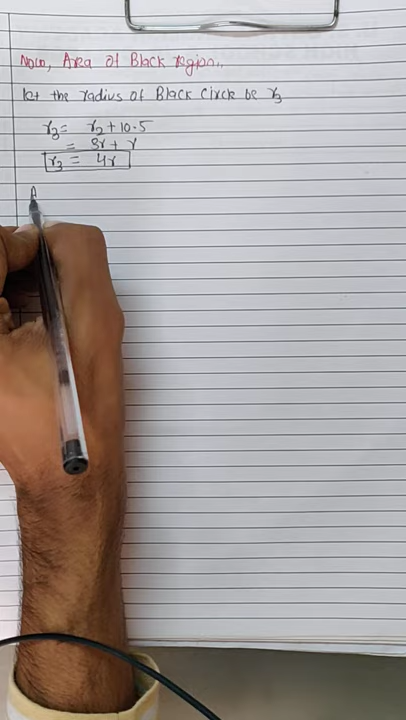 Now, Area of Black region..
let the radius of Black Circle be r₃
r₃ = r₂ + 10.5
= 3r + r
r₃ = 4r
A